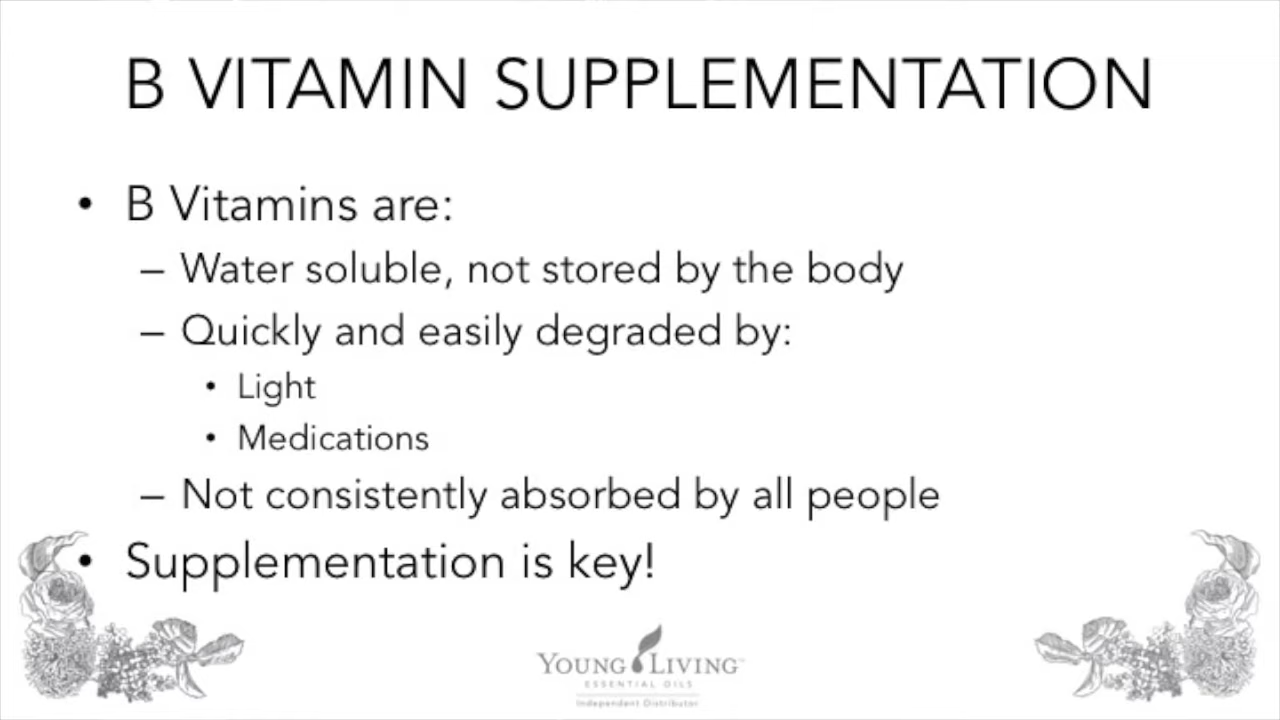 B VITAMIN SUPPLEMENTATION
• B Vitamins are:
– Water soluble, not stored by the body
– Quickly and easily degraded by:
• Light
• Medications
– Not consistently absorbed by all people
• Supplementation is key!
YOUNG LIVING™
ESSENTIAL OILS
Independent Distributor